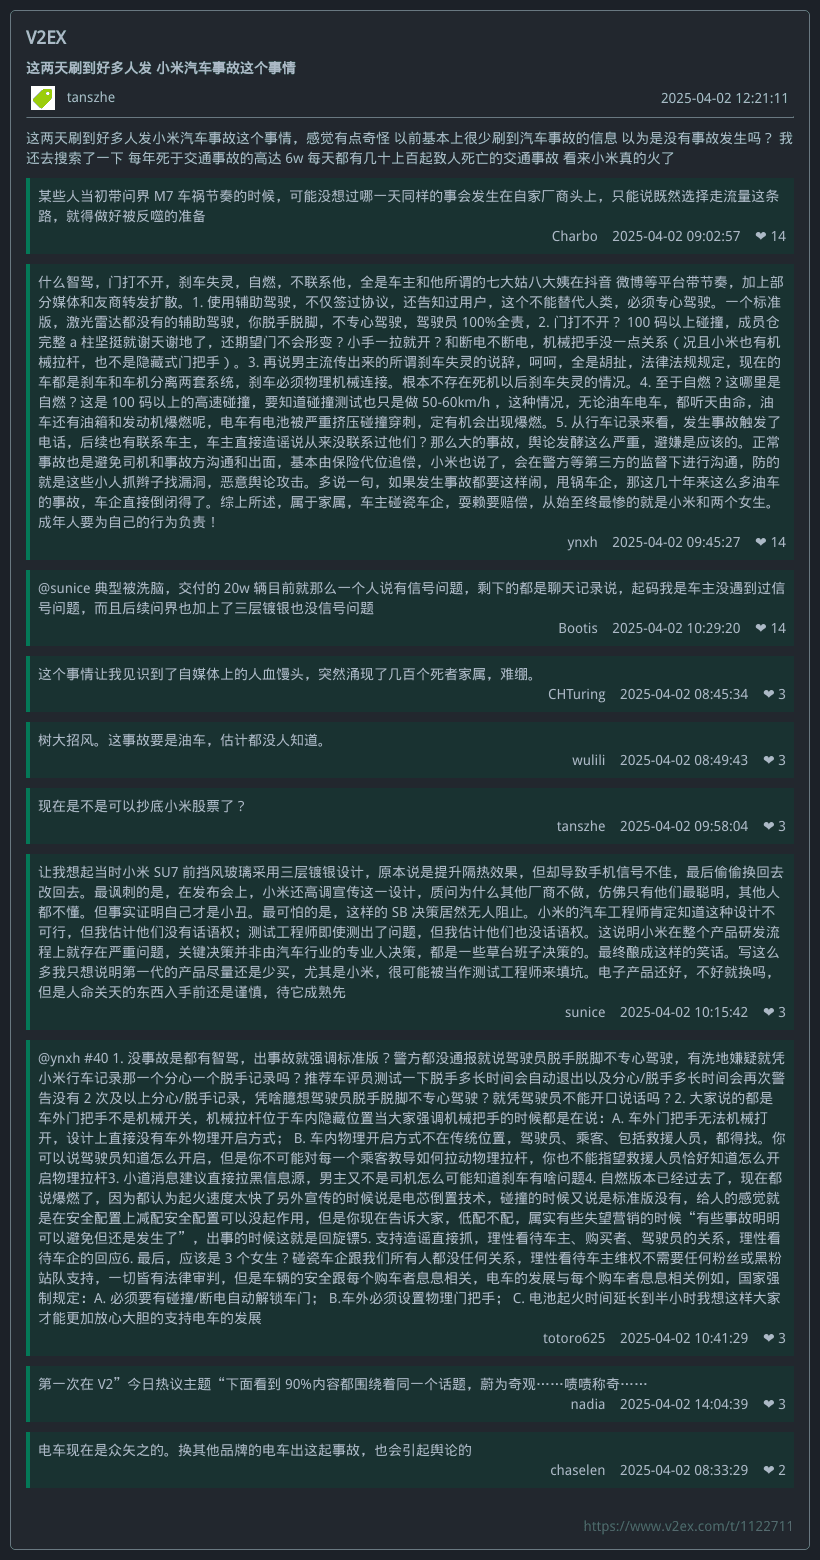 V2EX
这两天刷到好多人发 小米汽车事故这个事情
tanszhe
2025-04-02 12:21:11
这两天刷到好多人发小米汽车事故这个事情，感觉有点奇怪 以前基本上很少刷到汽车事故的信息 以为是没有事故发生吗？ 我
还去搜索了一下 每年死于交通事故的高达 6w 每天都有几十上百起致人死亡的交通事故 看来小米真的火了
某些人当初带问界 M7 车祸节奏的时候，可能没想过哪一天同样的事会发生在自家厂商头上，只能说既然选择走流量这条
路，就得做好被反噬的准备
Charbo 2025-04-02 09:02:57 ❤ 14
什么智驾，门打不开，刹车失灵，自燃，不联系他，全是车主和他所谓的七大姑八大姨在抖音 微博等平台带节奏，加上部
分媒体和友商转发扩散。1. 使用辅助驾驶，不仅签过协议，还告知过用户，这个不能替代人类，必须专心驾驶。一个标准
版，激光雷达都没有的辅助驾驶，你脱手脱脚，不专心驾驶，驾驶员 100%全责，2. 门打不开？ 100 码以上碰撞，成员仓
完整 a 柱坚挺就谢天谢地了，还期望门不会形变？小手一拉就开？和断电不断电，机械把手没一点关系（ 况且小米也有机
械拉杆，也不是隐藏式门把手 ）。3. 再说男主流传出来的所谓刹车失灵的说辞，呵呵，全是胡扯，法律法规规定，现在的
车都是刹车和车机分离两套系统，刹车必须物理机械连接。根本不存在死机以后刹车失灵的情况。4. 至于自燃？这哪里是
自燃？这是 100 码以上的高速碰撞，要知道碰撞测试也只是做 50-60km/h ，这种情况，无论油车电车，都听天由命，油
车还有油箱和发动机爆燃呢，电车有电池被严重挤压碰撞穿刺，定有机会出现爆燃。5. 从行车记录来看，发生事故触发了
电话，后续也有联系车主，车主直接造谣说从来没联系过他们？那么大的事故，舆论发酵这么严重，避嫌是应该的。正常
事故也是避免司机和事故方沟通和出面，基本由保险代位追偿，小米也说了，会在警方等第三方的监督下进行沟通，防的
就是这些小人抓辫子找漏洞，恶意舆论攻击。多说一句，如果发生事故都要这样闹，甩锅车企，那这几十年来这么多油车
的事故，车企直接倒闭得了。综上所述，属于家属，车主碰瓷车企，耍赖要赔偿，从始至终最惨的就是小米和两个女生。
成年人要为自己的行为负责！
ynxh 2025-04-02 09:45:27 ❤ 14
@sunice 典型被洗脑，交付的 20w 辆目前就那么一个人说有信号问题，剩下的都是聊天记录说，起码我是车主没遇到过信
号问题，而且后续问界也加上了三层镀银也没信号问题
Bootis 2025-04-02 10:29:20 ❤ 14
这个事情让我见识到了自媒体上的人血馒头，突然涌现了几百个死者家属，难绷。
CHTuring 2025-04-02 08:45:34 ❤ 3
树大招风。这事故要是油车，估计都没人知道。
wulili 2025-04-02 08:49:43 ❤ 3
现在是不是可以抄底小米股票了？
tanszhe 2025-04-02 09:58:04 ❤ 3
让我想起当时小米 SU7 前挡风玻璃采用三层镀银设计，原本说是提升隔热效果，但却导致手机信号不佳，最后偷偷换回去
改回去。最讽刺的是，在发布会上，小米还高调宣传这一设计，质问为什么其他厂商不做，仿佛只有他们最聪明，其他人
都不懂。但事实证明自己才是小丑。最可怕的是，这样的 SB 决策居然无人阻止。小米的汽车工程师肯定知道这种设计不
可行，但我估计他们没有话语权；测试工程师即使测出了问题，但我估计他们也没话语权。这说明小米在整个产品研发流
程上就存在严重问题，关键决策并非由汽车行业的专业人决策，都是一些草台班子决策的。最终酿成这样的笑话。写这么
多我只想说明第一代的产品尽量还是少买，尤其是小米，很可能被当作测试工程师来填坑。电子产品还好，不好就换吗，
但是人命关天的东西入手前还是谨慎，待它成熟先
sunice 2025-04-02 10:15:42 ❤ 3
@ynxh #40 1. 没事故是都有智驾，出事故就强调标准版？警方都没通报就说驾驶员脱手脱脚不专心驾驶，有洗地嫌疑就凭
小米行车记录那一个分心一个脱手记录吗？推荐车评员测试一下脱手多长时间会自动退出以及分心/脱手多长时间会再次警
告没有 2 次及以上分心/脱手记录，凭啥臆想驾驶员脱手脱脚不专心驾驶？就凭驾驶员不能开口说话吗？2. 大家说的都是
车外门把手不是机械开关，机械拉杆位于车内隐藏位置当大家强调机械把手的时候都是在说：A. 车外门把手无法机械打
开，设计上直接没有车外物理开启方式； B. 车内物理开启方式不在传统位置，驾驶员、乘客、包括救援人员，都得找。你
可以说驾驶员知道怎么开启，但是你不可能对每一个乘客教导如何拉动物理拉杆，你也不能指望救援人员恰好知道怎么开
启物理拉杆3. 小道消息建议直接拉黑信息源，男主又不是司机怎么可能知道刹车有啥问题4. 自燃版本已经过去了，现在都
说爆燃了，因为都认为起火速度太快了另外宣传的时候说是电芯倒置技术，碰撞的时候又说是标准版没有，给人的感觉就
是在安全配置上减配安全配置可以没起作用，但是你现在告诉大家，低配不配，属实有些失望营销的时候“有些事故明明
可以避免但还是发生了”，出事的时候这就是回旋镖5. 支持造谣直接抓，理性看待车主、购买者、驾驶员的关系，理性看
待车企的回应6. 最后，应该是 3 个女生？碰瓷车企跟我们所有人都没任何关系，理性看待车主维权不需要任何粉丝或黑粉
站队支持，一切皆有法律审判，但是车辆的安全跟每个购车者息息相关，电车的发展与每个购车者息息相关例如，国家强
制规定：A. 必须要有碰撞/断电自动解锁车门； B.车外必须设置物理门把手； C. 电池起火时间延长到半小时我想这样大家
才能更加放心大胆的支持电车的发展
totoro625 2025-04-02 10:41:29 ❤ 3
第一次在 V2”今日热议主题“下面看到 90%内容都围绕着同一个话题，蔚为奇观……啧啧称奇……
nadia 2025-04-02 14:04:39 ❤ 3
电车现在是众矢之的。换其他品牌的电车出这起事故，也会引起舆论的
chaselen 2025-04-02 08:33:29 ❤ 2
https://www.v2ex.com/t/1122711